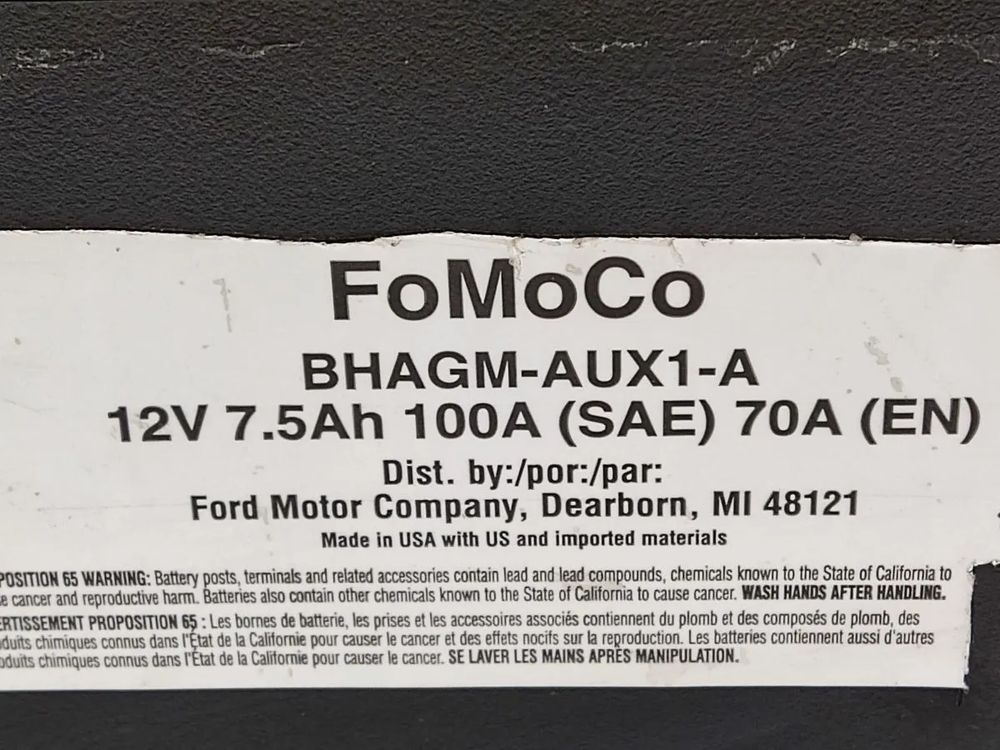 FoMoCo
BHAGM-AUX1-A
12V 7.5Ah 100A (SAE) 70A (EN)
Dist. by:/por:/par:
Ford Motor Company, Dearborn, MI 48121
Made in USA with US and imported materials
POSITION 65 WARNING: Battery posts, terminals and related accessories contain lead and lead compounds, chemicals known to the State of California to
e cancer and reproductive harm. Batteries also contain other chemicals known to the State of California to cause cancer. WASH HANDS AFTER HANDLING.
ERTISSEMENT PROPOSITION 65 : Les bornes de batterie, les prises et les accessoires associés contiennent du plomb et des composés de plomb, des
oduits chimiques connus dans l'État de la Californie pour causer le cancer et des effets nocifs sur la reproduction. Les batteries contiennent aussi d'autres
oduits chimiques connus dans l'État de la Californie pour causer le cancer. SE LAVER LES MAINS APRÈS MANIPULATION.